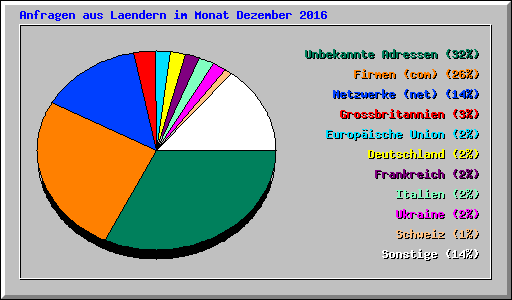 Anfragen aus Laendern im Monat Dezember 2016
Unbekannte Adressen (32%)
Firmen (com) (26%)
Netzwerke (net) (14%)
Grossbritannien (3%)
Europäische Union (2%)
Deutschland (2%)
Frankreich (2%)
Italien (2%)
Ukraine (2%)
Schweiz (1%)
Sonstige (14%)